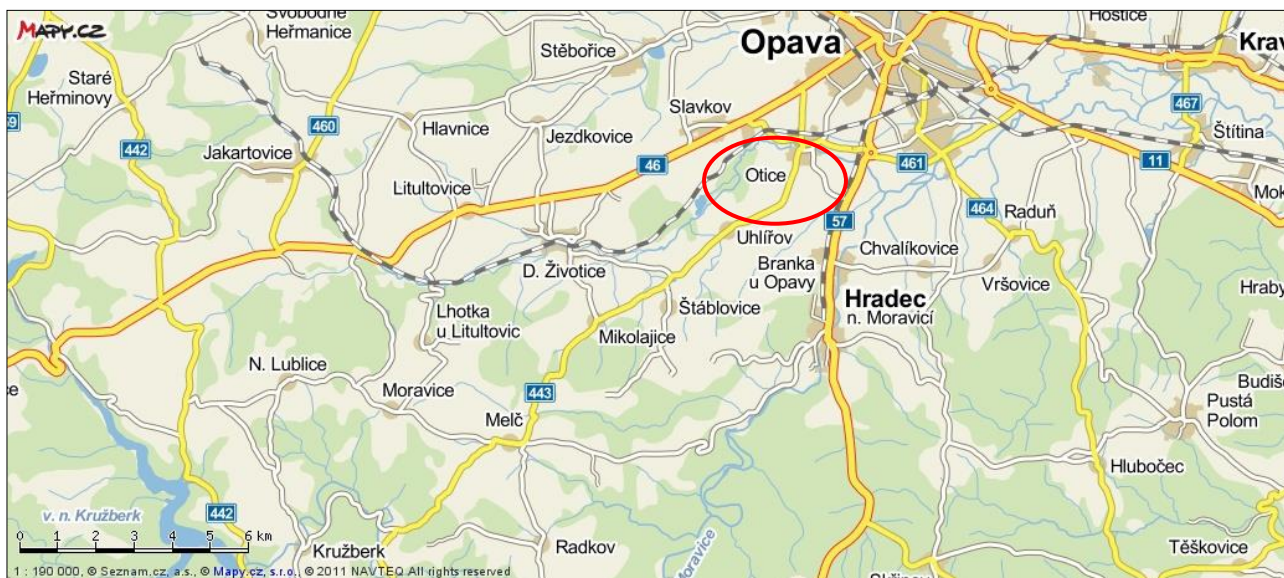 Mapy.cz
Svobodné
Heřmanice
Stěbořice
Opava
Hoštice
Krav
Staré
Heřminovy
Slavkov
467
Štítina
460
Hlavnice
Jezdkovice
442
Jakartovice
46
461
11
Litultovice
Otice
464
Raduň
57
Uhlířov
Chvalíkovice
D. Životice
Branka
u Opavy
Vršovice
Hraby
Hradec
n. Moravicí
Lhotka
u Litultovic
Štáblovice
Mikolajice
N. Lublice
Moravice
443
Melč
Budiš
Pustá
Polom
Hlubočec
v. n. Kružberk
442
0 1 2 3 4 5 6 km
Kružberk
Radkov
Moravice
Těškovice
1 : 190 000, © Seznam.cz, a.s., © Mapy.cz, s.r.o., © 2011 NAVTEQ All rights reserved